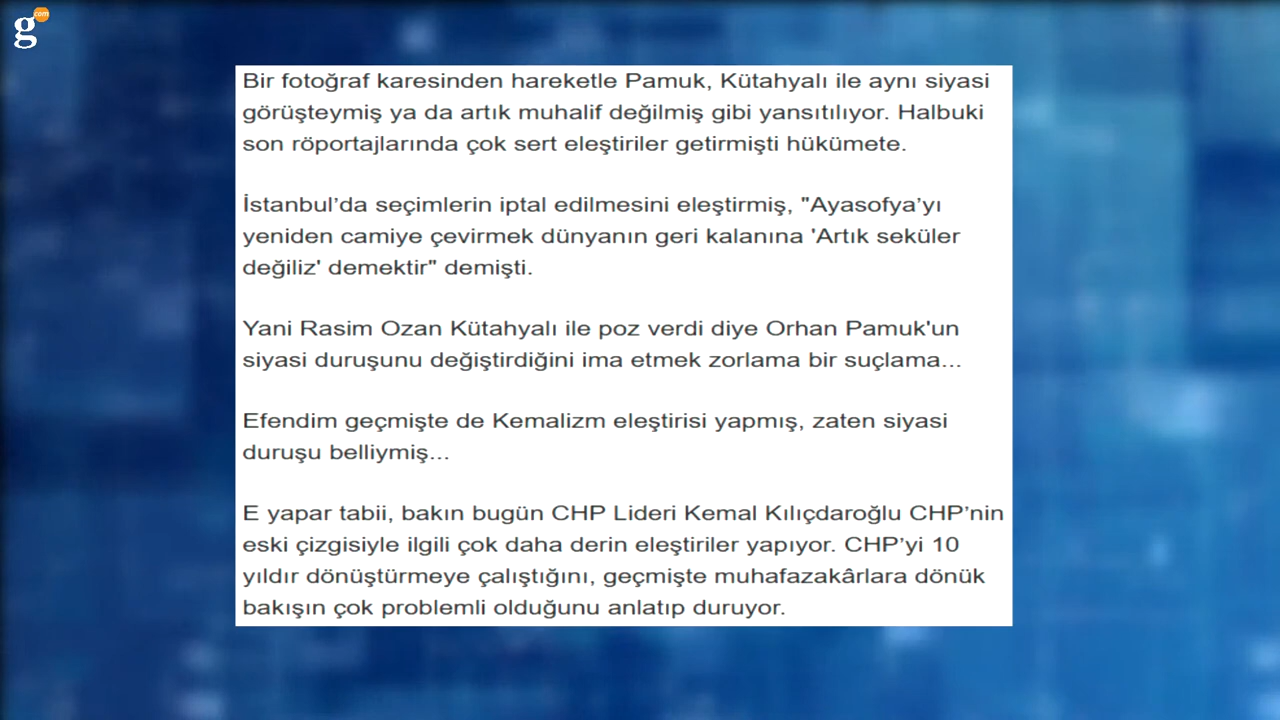 g.com
Bir fotoğraf karesinden hareketle Pamuk, Kütahyalı ile aynı siyasi
görüşteymiş ya da artık muhalif değilmiş gibi yansıtılıyor. Halbuki
son röportajlarında çok sert eleştiriler getirmişti hükümete.
İstanbul’da seçimlerin iptal edilmesini eleştirmiş, "Ayasofya’yı
yeniden camiye çevirmek dünyanın geri kalanına 'Artık seküler
değiliz' demektir" demişti.
Yani Rasim Ozan Kütahyalı ile poz verdi diye Orhan Pamuk'un
siyasi duruşunu değiştirdiğini ima etmek zorlama bir suçlama...
Efendim geçmişte de Kemalizm eleştirisi yapmış, zaten siyasi
duruşu belliymiş...
E yapar tabii, bakın bugün CHP Lideri Kemal Kılıçdaroğlu CHP’nin
eski çizgisiyle ilgili çok daha derin eleştiriler yapıyor. CHP’yi 10
yıldır dönüştürmeye çalıştığını, geçmişte muhafazakârlara dönük
bakışın çok problemli olduğunu anlatıp duruyor.